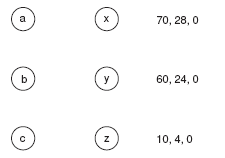 a x 70, 28, 0
b y 60, 24, 0
c z 10, 4, 0